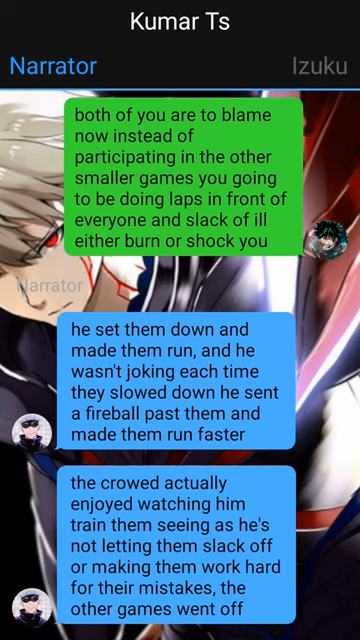 Kumar Ts
Narrator
Izuku
both of you are to blame
now instead of
participating in the other
smaller games you going
to be doing laps in front of
everyone and slack of ill
either burn or shock you
Narrator
he set them down and
made them run, and he
wasn't joking each time
they slowed down he sent
a fireball past them and
made them run faster
the crowed actually
enjoyed watching him
train them seeing as he's
not letting them slack off
or making them work hard
for their mistakes, the
other games went off